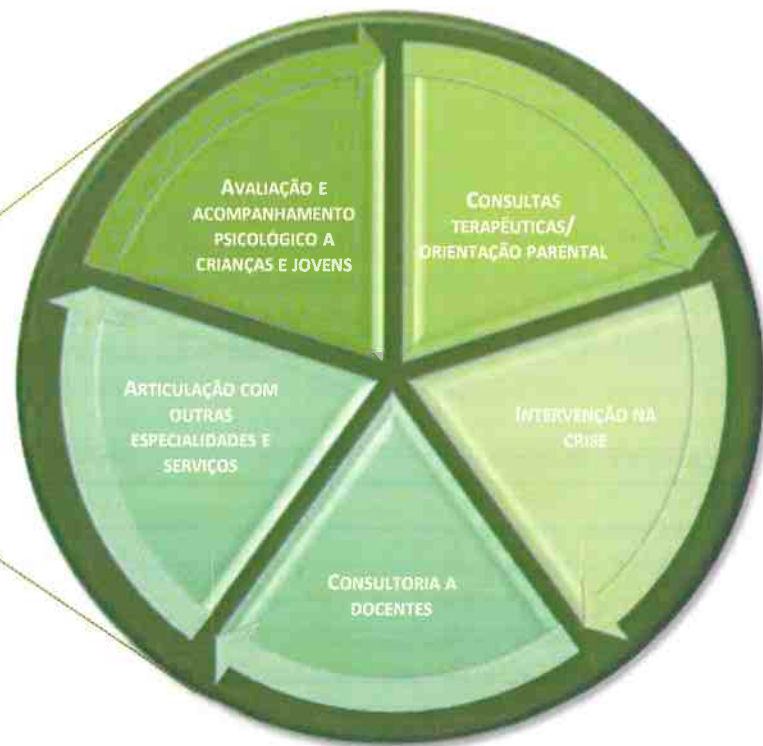 AVALIAÇÃO E
ACOMPANHAMENTO
PSICOLÓGICO A
CRIANÇAS E JOVENS
CONSULTAS
TERAPÊUTICAS/
ORIENTAÇÃO PARENTAL
INTERVENÇÃO NA
CRISE
CONSULTORIA A
DOCENTES
ARTICULAÇÃO COM
OUTRAS
ESPECIALIDADES E
SERVIÇOS